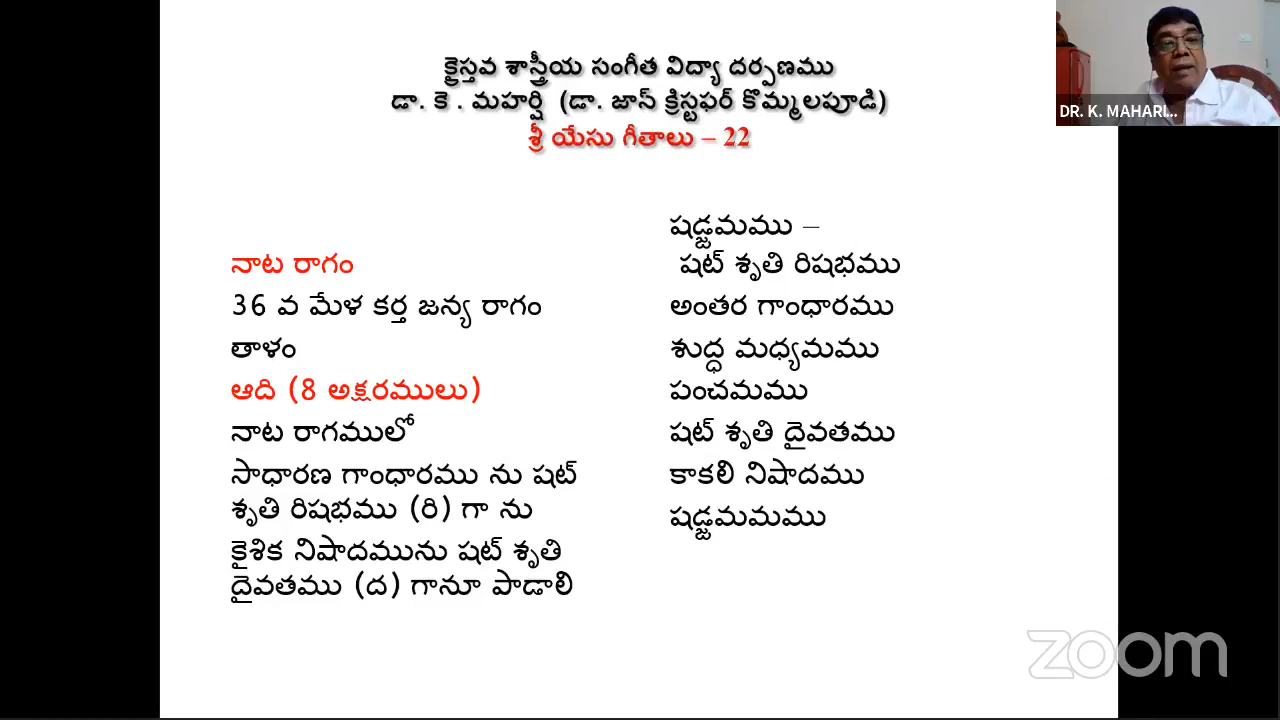 క్రైస్తవ శాస్త్రీయ సంగీత విద్యా దర్పణము
డా. కె . మహర్షి (డా. జాస్ క్రిస్టఫర్ కొమ్మలపూడి)
శ్రీ యేసు గీతాలు – 22
DR. K. MAHARI...
నాట రాగం
36 వ మేళ కర్త జన్య రాగం
తాళం
ఆది (8 అక్షరములు)
నాట రాగములో
సాధారణ గాంధారము ను షట్
శృతి రిషభము (రి) గా ను
కైశిక నిషాదమును షట్ శృతి
దైవతము (ద) గానూ పాడాలి
షడ్జమము –
షట్ శృతి రిషభము
అంతర గాంధారము
శుద్ధ మధ్యమము
పంచమము
షట్ శృతి దైవతము
కాకలి నిషాదము
షడ్జమమము
zoom